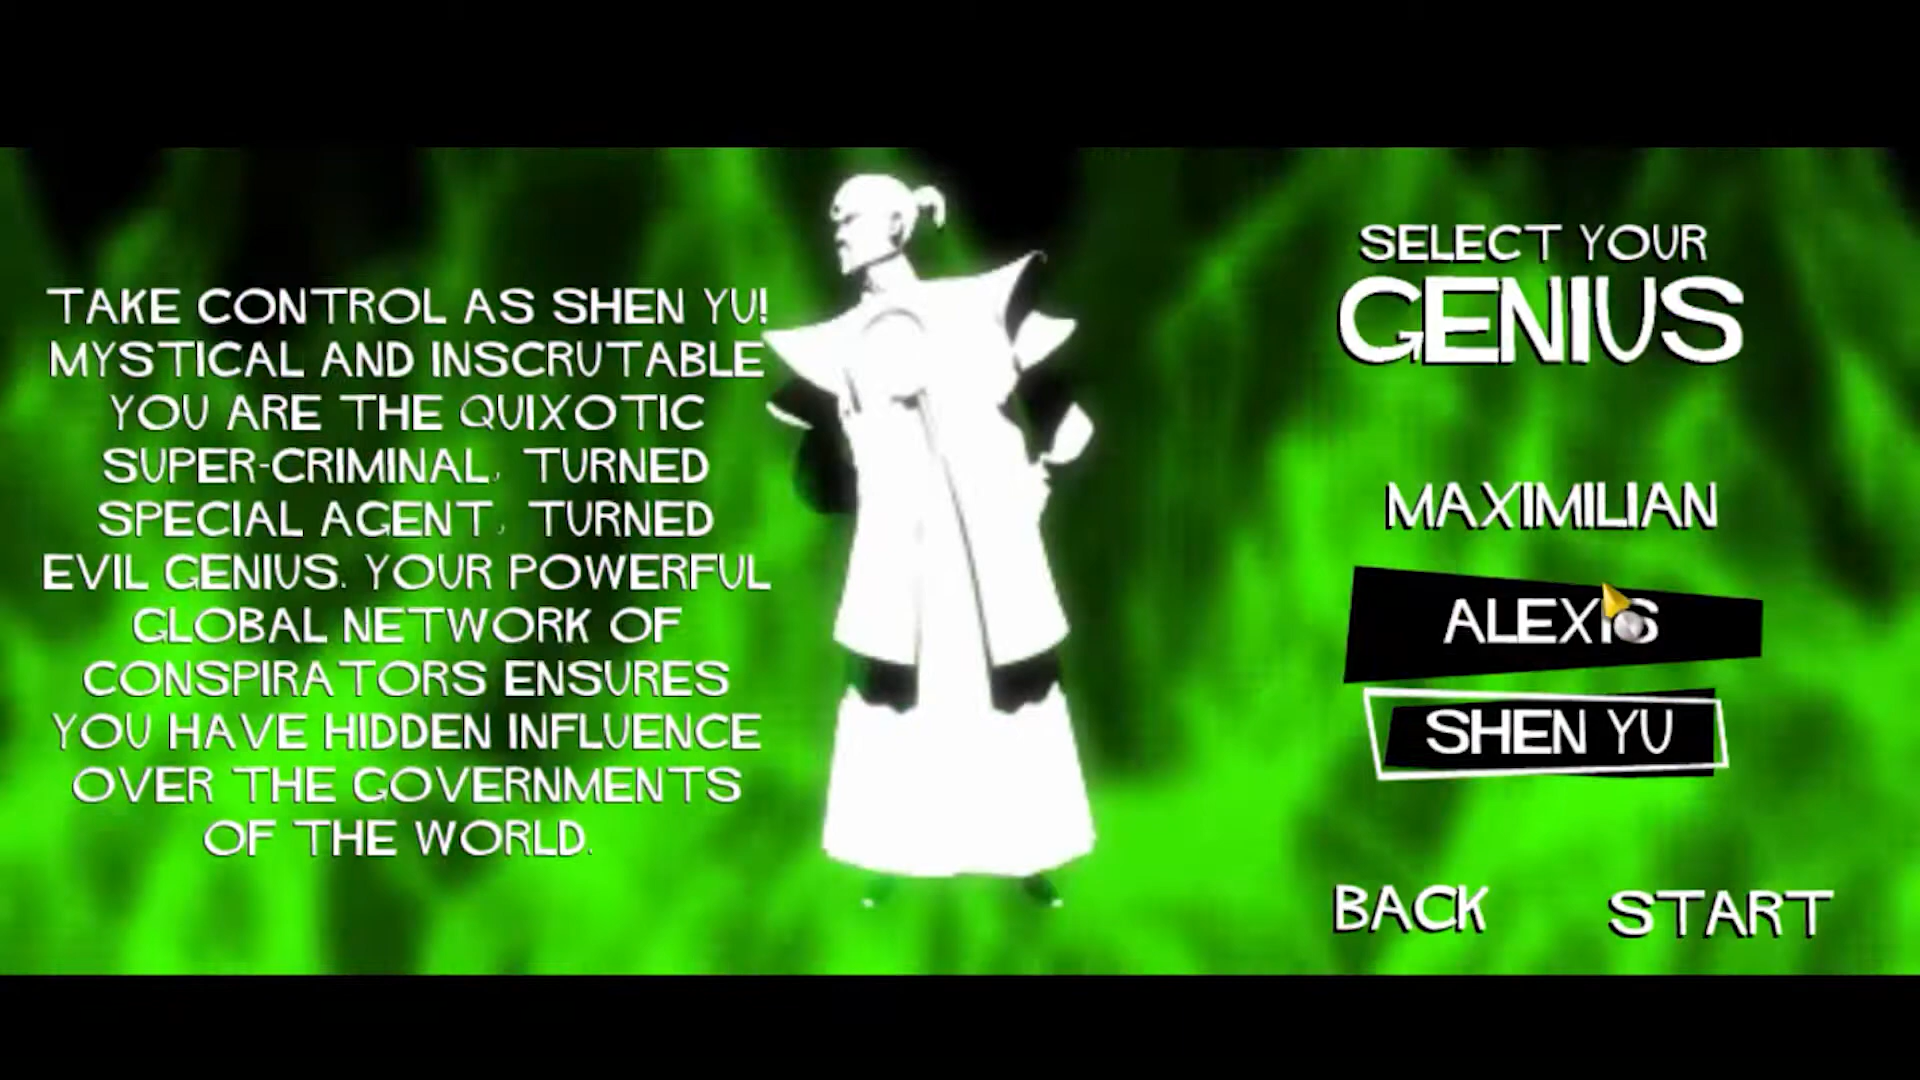 TAKE CONTROL AS SHEN YU!
MYSTICAL AND INSCRUTABLE
YOU ARE THE QUIXOTIC
SUPER-CRIMINAL, TURNED
SPECIAL AGENT, TURNED
EVIL GENIUS. YOUR POWERFUL
GLOBAL NETWORK OF
CONSPIRATORS ENSURES
YOU HAVE HIDDEN INFLUENCE
OVER THE GOVERNMENTS
OF THE WORLD.
SELECT YOUR
GENIUS
MAXIMILIAN
ALEXIS
SHEN YU
BACK
START